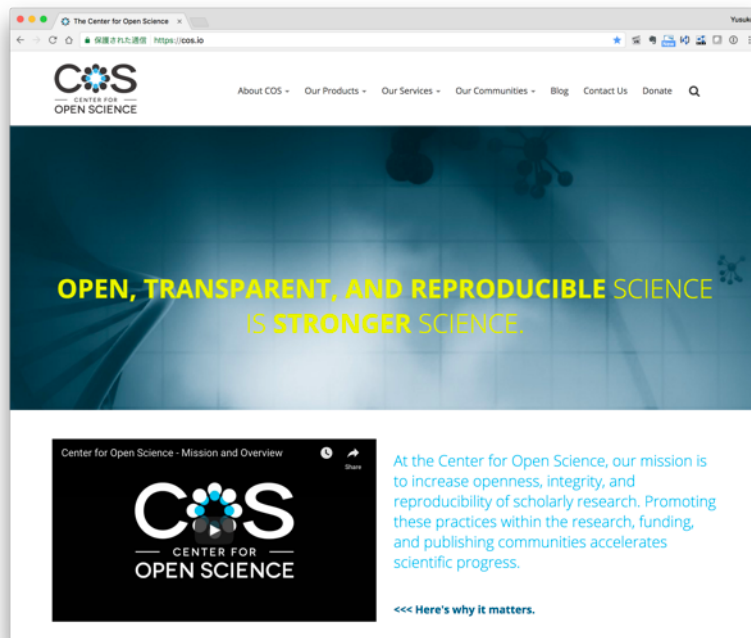 The Center for Open Science
Yusuke
保護された通信 https://cos.io
COS
CENTER FOR
OPEN SCIENCE
About COS Our Products Our Services Our Communities Blog Contact Us Donate
OPEN, TRANSPARENT, AND REPRODUCIBLE SCIENCE
IS STRONGER SCIENCE.
Center for Open Science - Mission and Overview
Share
COS
CENTER FOR
OPEN SCIENCE
At the Center for Open Science, our mission is
to increase openness, integrity, and
reproducibility of scholarly research. Promoting
these practices within the research, funding,
and publishing communities accelerates
scientific progress.
<<< Here's why it matters.